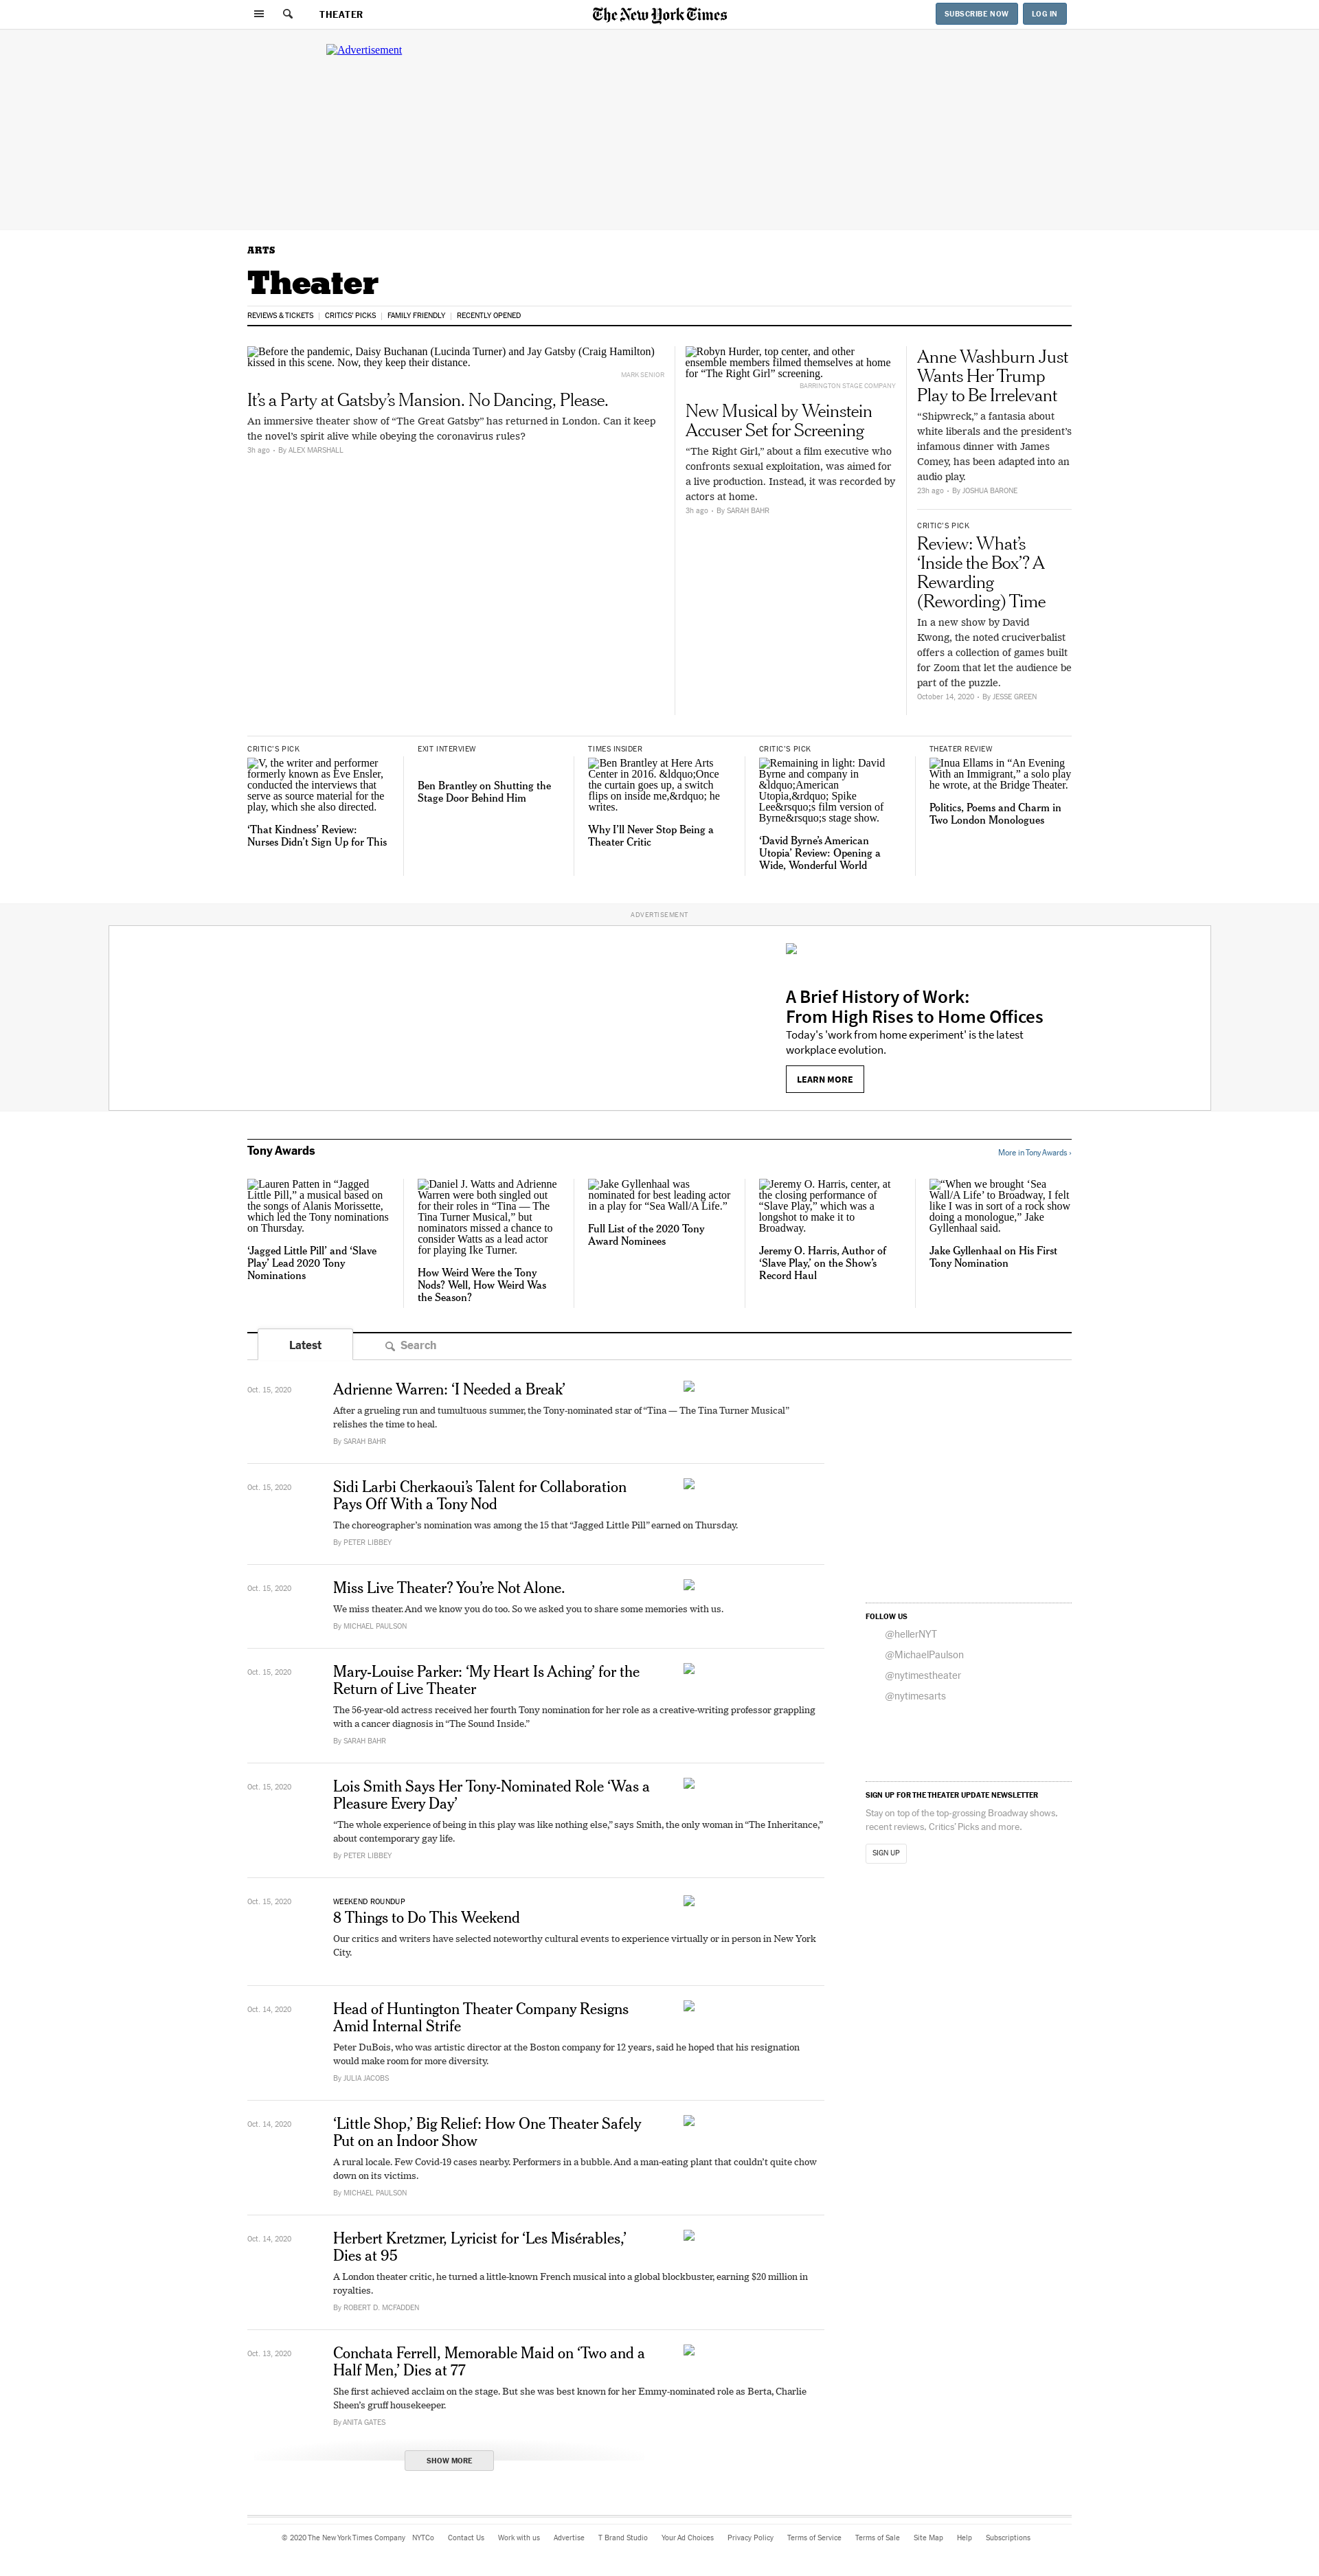 THEATER
The New York Times
SUBSCRIBE NOW
LOG IN
Advertisement
ARTS
Theater
REVIEWS & TICKETS
CRITICS' PICKS
FAMILY FRIENDLY
RECENTLY OPENED
Before the pandemic, Daisy Buchanan (Lucinda Turner) and Jay Gatsby (Craig Hamilton)
kissed in this scene. Now, they keep their distance.
MARK SENIOR
It’s a Party at Gatsby’s Mansion. No Dancing, Please.
An immersive theater show of “The Great Gatsby” has returned in London. Can it keep
the novel’s spirit alive while obeying the coronavirus rules?
3h ago - By ALEX MARSHALL
Robyn Hurder, top center, and other
ensemble members filmed themselves at home
for “The Right Girl” screening.
BARRINGTON STAGE COMPANY
New Musical by Weinstein
Accuser Set for Screening
“The Right Girl,” about a film executive who
confronts sexual exploitation, was aimed for
a live production. Instead, it was recorded by
actors at home.
3h ago - By SARAH BAHR
Anne Washburn Just
Wants Her Trump
Play to Be Irrelevant
“Shipwreck,” a fantasia about
white liberals and the president’s
infamous dinner with James
Comey, has been adapted into an
audio play.
23h ago - By JOSHUA BARONE
CRITIC’S PICK
Review: What’s
‘Inside the Box’? A
Rewarding
(Rewording) Time
In a new show by David
Kwong, the noted cruciverbalist
offers a collection of games built
for Zoom that let the audience be
part of the puzzle.
October 14, 2020 - By JESSE GREEN
CRITIC’S PICK
V, the writer and performer
formerly known as Eve Ensler,
conducted the interviews that
serve as source material for the
play, which she also directed.
‘That Kindness’ Review:
Nurses Didn’t Sign Up for This
EXIT INTERVIEW
Ben Brantley on Shutting the
Stage Door Behind Him
TIMES INSIDER
Ben Brantley at Here Arts
Center in 2016. &ldquo;Once
the curtain goes up, a switch
flips on inside me,&rdquo; he
writes.
Why I’ll Never Stop Being a
Theater Critic
CRITIC’S PICK
Remaining in light: David
Byrne and company in
&ldquo;American
Utopia,&rdquo; Spike
Lee&rsquo;s film version of
Byrne&rsquo;s stage show.
‘David Byrne’s American
Utopia’ Review: Opening a
Wide, Wonderful World
THEATER REVIEW
Inua Ellams in “An Evening
With an Immigrant,” a solo play
he wrote, at the Bridge Theater.
Politics, Poems and Charm in
Two London Monologues
ADVERTISEMENT
A Brief History of Work:
From High Rises to Home Offices
Today's 'work from home experiment' is the latest
workplace evolution.
LEARN MORE
Tony Awards
More in Tony Awards ›
Lauren Patten in “Jagged
Little Pill,” a musical based on
the songs of Alanis Morissette,
which led the Tony nominations
on Thursday.
‘Jagged Little Pill’ and ‘Slave
Play’ Lead 2020 Tony
Nominations
Daniel J. Watts and Adrienne
Warren were both singled out
for their roles in “Tina — The
Tina Turner Musical,” but
nominators missed a chance to
consider Watts as a lead actor
for playing Ike Turner.
How Weird Were the Tony
Nods? Well, How Weird Was
the Season?
Jake Gyllenhaal was
nominated for best leading actor
in a play for “Sea Wall/A Life.”
Full List of the 2020 Tony
Award Nominees
Jeremy O. Harris, center, at
the closing performance of
“Slave Play,” which was a
longshot to make it to
Broadway.
Jeremy O. Harris, Author of
‘Slave Play,’ on the Show’s
Record Haul
“When we brought ‘Sea
Wall/A Life’ to Broadway, I felt
like I was in sort of a rock show
doing a monologue,” Jake
Gyllenhaal said.
Jake Gyllenhaal on His First
Tony Nomination
Latest
Search
Oct. 15, 2020
Adrienne Warren: ‘I Needed a Break’
After a grueling run and tumultuous summer, the Tony-nominated star of “Tina — The Tina Turner Musical”
relishes the time to heal.
By SARAH BAHR
Oct. 15, 2020
Sidi Larbi Cherkaoui’s Talent for Collaboration
Pays Off With a Tony Nod
The choreographer’s nomination was among the 15 that “Jagged Little Pill” earned on Thursday.
By PETER LIBBEY
Oct. 15, 2020
Miss Live Theater? You’re Not Alone.
We miss theater. And we know you do too. So we asked you to share some memories with us.
By MICHAEL PAULSON
Oct. 15, 2020
Mary-Louise Parker: ‘My Heart Is Aching’ for the
Return of Live Theater
The 56-year-old actress received her fourth Tony nomination for her role as a creative-writing professor grappling
with a cancer diagnosis in “The Sound Inside.”
By SARAH BAHR
Oct. 15, 2020
Lois Smith Says Her Tony-Nominated Role ‘Was a
Pleasure Every Day’
“The whole experience of being in this play was like nothing else,” says Smith, the only woman in “The Inheritance,”
about contemporary gay life.
By PETER LIBBEY
Oct. 15, 2020
WEEKEND ROUNDUP
8 Things to Do This Weekend
Our critics and writers have selected noteworthy cultural events to experience virtually or in person in New York
City.
Oct. 14, 2020
Head of Huntington Theater Company Resigns
Amid Internal Strife
Peter DuBois, who was artistic director at the Boston company for 12 years, said he hoped that his resignation
would make room for more diversity.
By JULIA JACOBS
Oct. 14, 2020
‘Little Shop,’ Big Relief: How One Theater Safely
Put on an Indoor Show
A rural locale. Few Covid-19 cases nearby. Performers in a bubble. And a man-eating plant that couldn’t quite chow
down on its victims.
By MICHAEL PAULSON
Oct. 14, 2020
Herbert Kretzmer, Lyricist for ‘Les Misérables,’
Dies at 95
A London theater critic, he turned a little-known French musical into a global blockbuster, earning $20 million in
royalties.
By ROBERT D. MCFADDEN
Oct. 13, 2020
Conchata Ferrell, Memorable Maid on ‘Two and a
Half Men,’ Dies at 77
She first achieved acclaim on the stage. But she was best known for her Emmy-nominated role as Berta, Charlie
Sheen’s gruff housekeeper.
By ANITA GATES
SHOW MORE
FOLLOW US
@hellerNYT
@MichaelPaulson
@nytimestheater
@nytimesarts
SIGN UP FOR THE THEATER UPDATE NEWSLETTER
Stay on top of the top-grossing Broadway shows,
recent reviews, Critics’ Picks and more.
SIGN UP
© 2020 The New York Times Company NYTCo Contact Us Work with us Advertise T Brand Studio Your Ad Choices Privacy Policy Terms of Service Terms of Sale Site Map Help Subscriptions